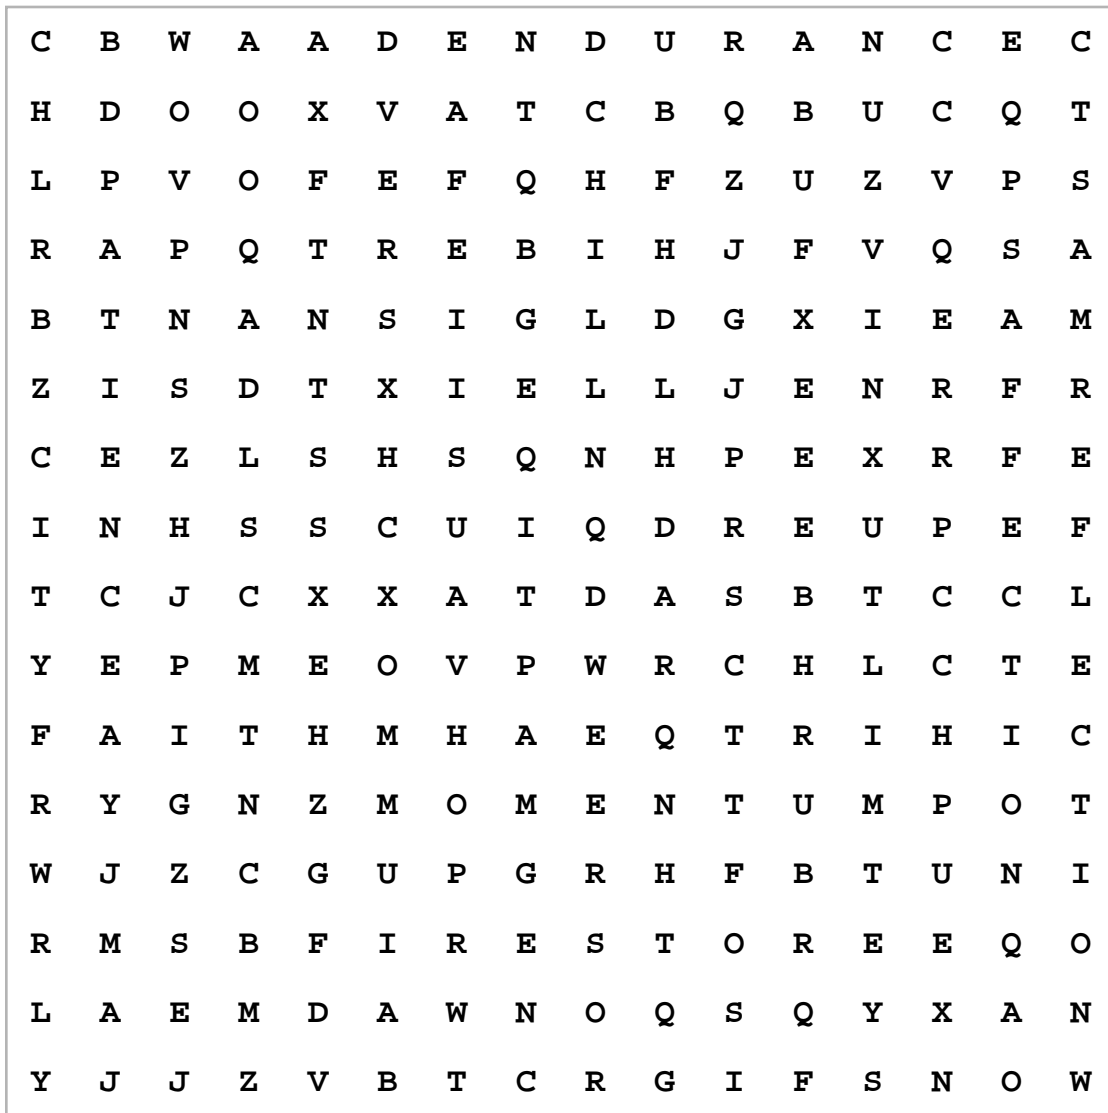 C B W A A D E N D U R A N C E C
H D O O X V A T C B Q B U C Q T
L P V O F E F Q H F Z U Z V P S
R A P Q T R E B I H J F V Q S A
B T N A N S I G L D G X I E A M
Z I S D T X I E L L J E N R F R
C E Z L S H S Q N H P E X R F E
I N H S S C U I Q D R E U P E F
T C J C X X A T D A S B T C C L
Y E P M E O V P W R C H L C T E
F A I T H M H A E Q T R I H I C
R Y G N Z M O M E N T U M P O T
W J Z C G U P G R H F B T U N I
R M S B F I R E S T O R E E Q O
L A E M D A W N O Q S Q Y X A N
Y J J Z V B T C R G I F S N O W